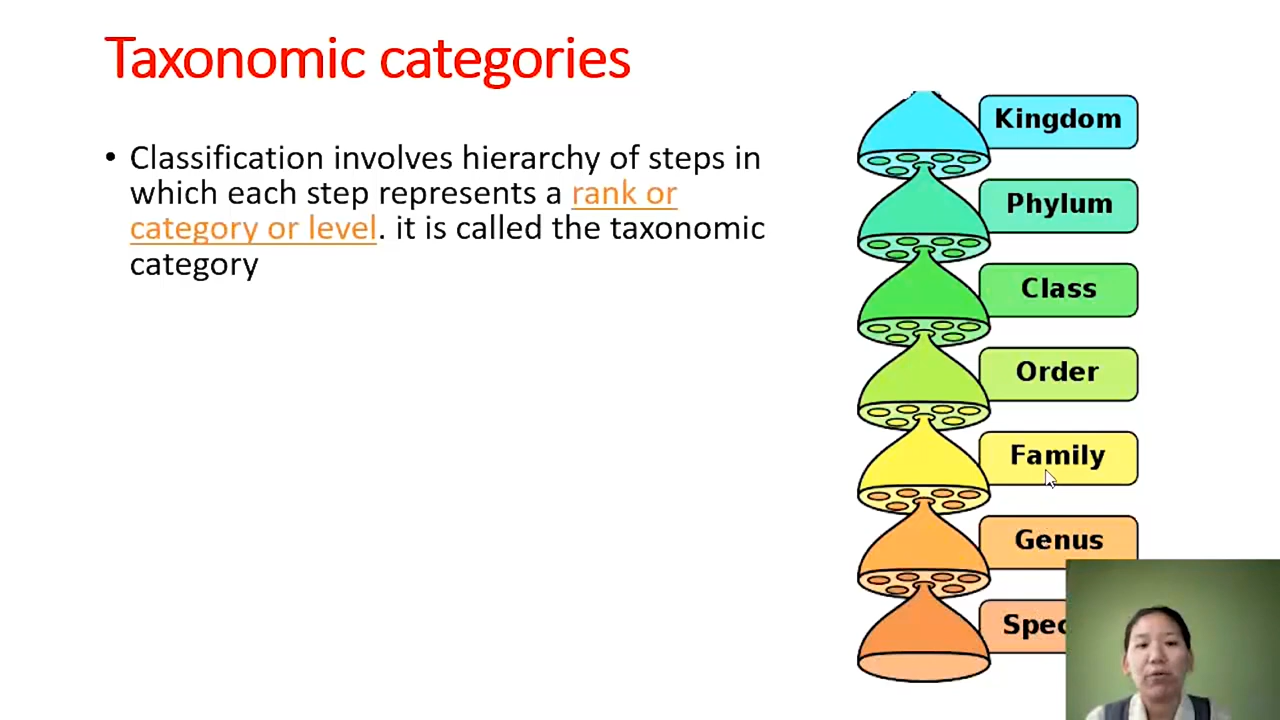 Taxonomic categories
• Classification involves hierarchy of steps in
which each step represents a rank or
category or level. it is called the taxonomic
category
Kingdom
Phylum
Class
Order
Family
Genus